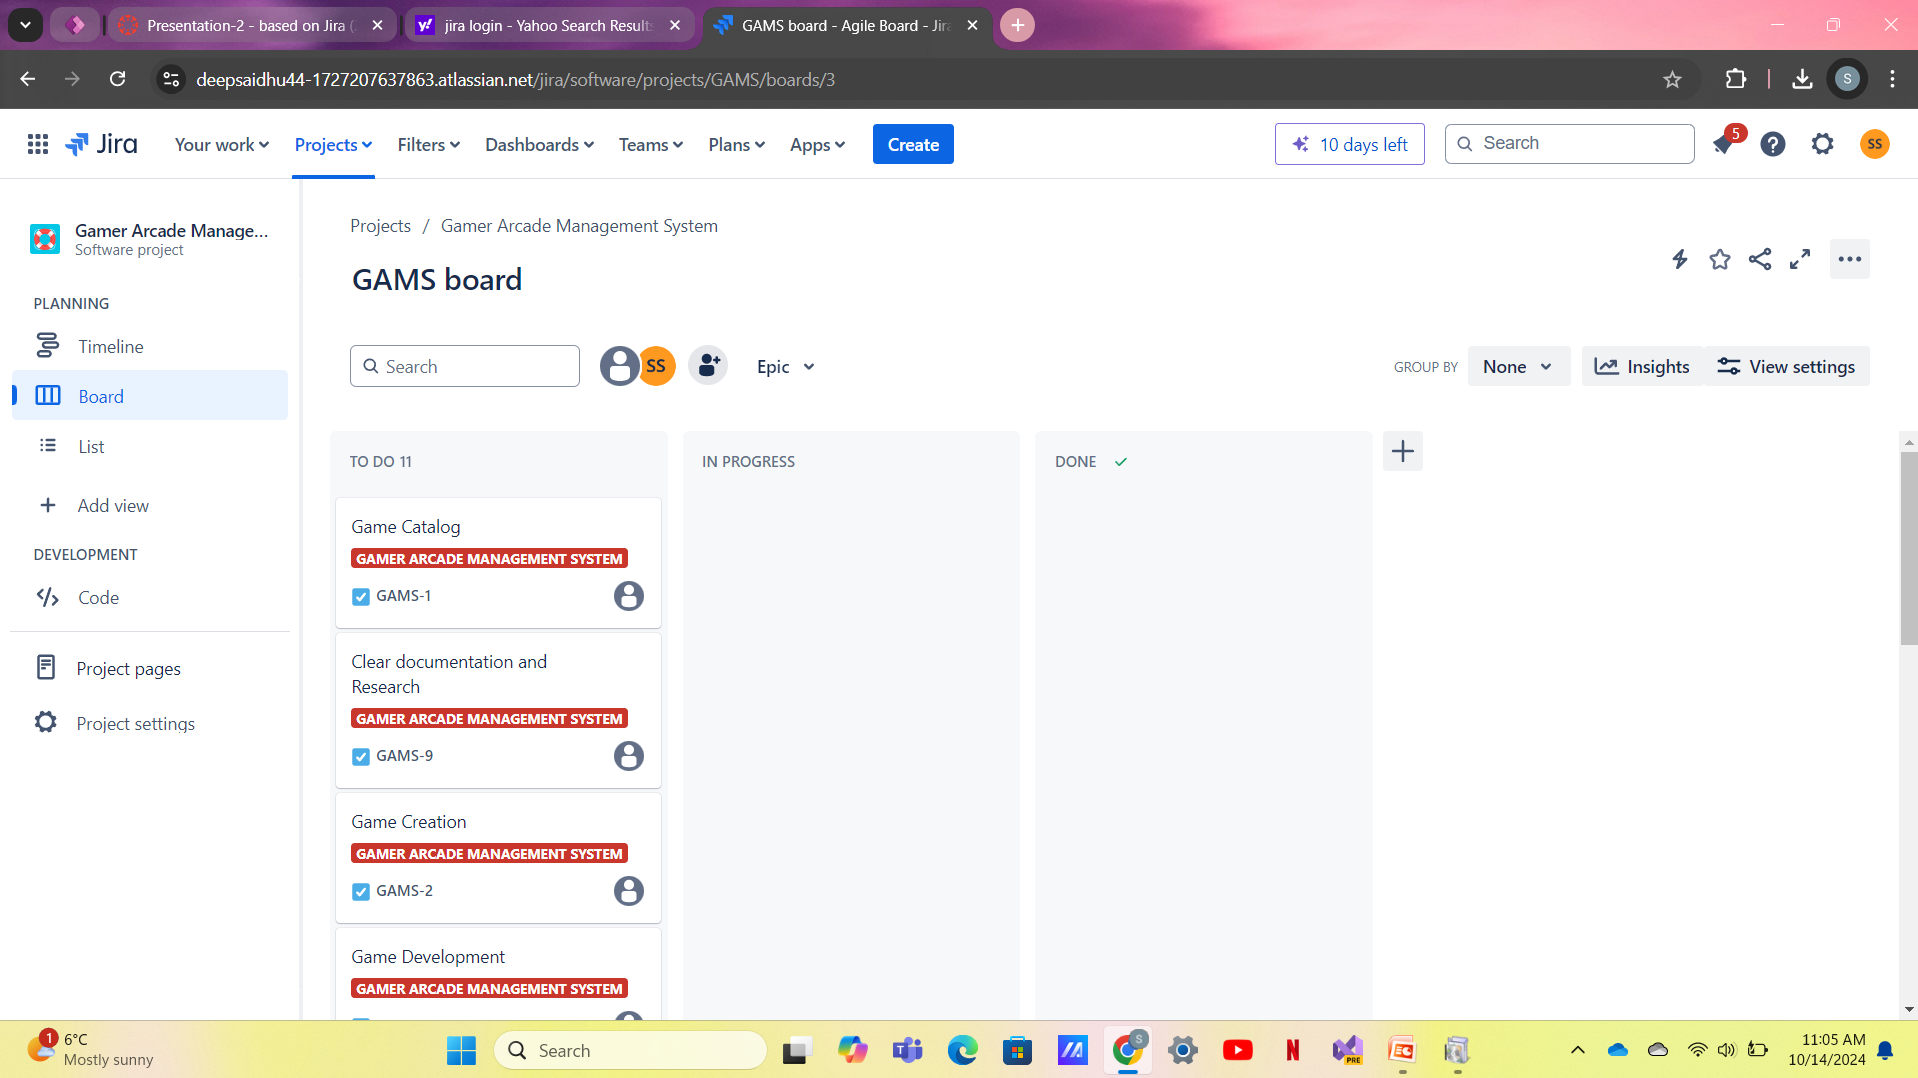 Presentation-2 - based on Jira (
jira login - Yahoo Search Results
GAMS board - Agile Board - Jira
deepsaidhu44-1727207637863.atlassian.net/jira/software/projects/GAMS/boards/3
S
Jira
Your work
Projects
Filters
Dashboards
Teams
Plans
Apps
Create
10 days left
Search
5
SS
Gamer Arcade Manage...
Software project
Projects / Gamer Arcade Management System
GAMS board
PLANNING
Timeline
Board
List
Add view
DEVELOPMENT
Code
Project pages
Project settings
Search
SS
Epic
GROUP BY
None
Insights
View settings
TO DO 11
IN PROGRESS
DONE
Game Catalog
GAMER ARCADE MANAGEMENT SYSTEM
GAMS-1
Clear documentation and
Research
GAMER ARCADE MANAGEMENT SYSTEM
GAMS-9
Game Creation
GAMER ARCADE MANAGEMENT SYSTEM
GAMS-2
Game Development
GAMER ARCADE MANAGEMENT SYSTEM
1
6°C
Mostly sunny
Search
S
PRE
11:05 AM
10/14/2024